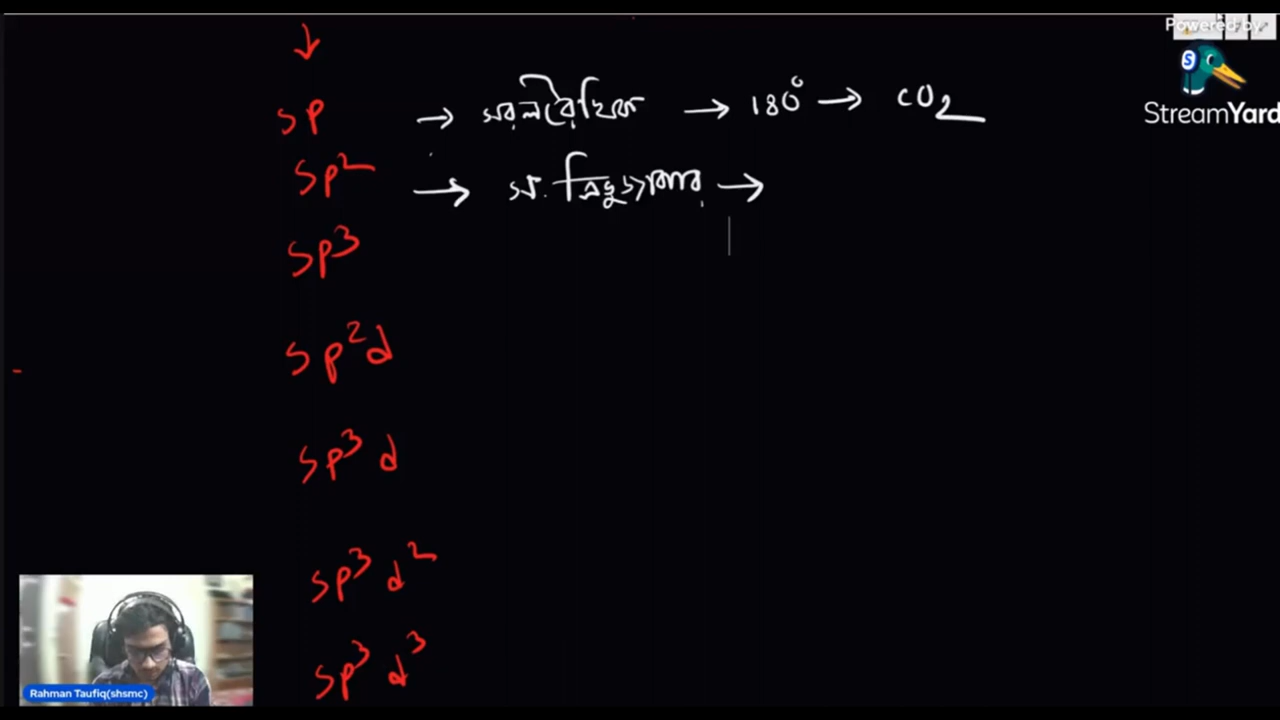 Powered by
StreamYard
↓
sp → সরলরৈখিক → 180° → CO2
sp² → স. ত্রিভুজাকার →
sp³
sp²d
sp³d
sp³d²
sp³d³
Rahman Taufiq(shsmc)